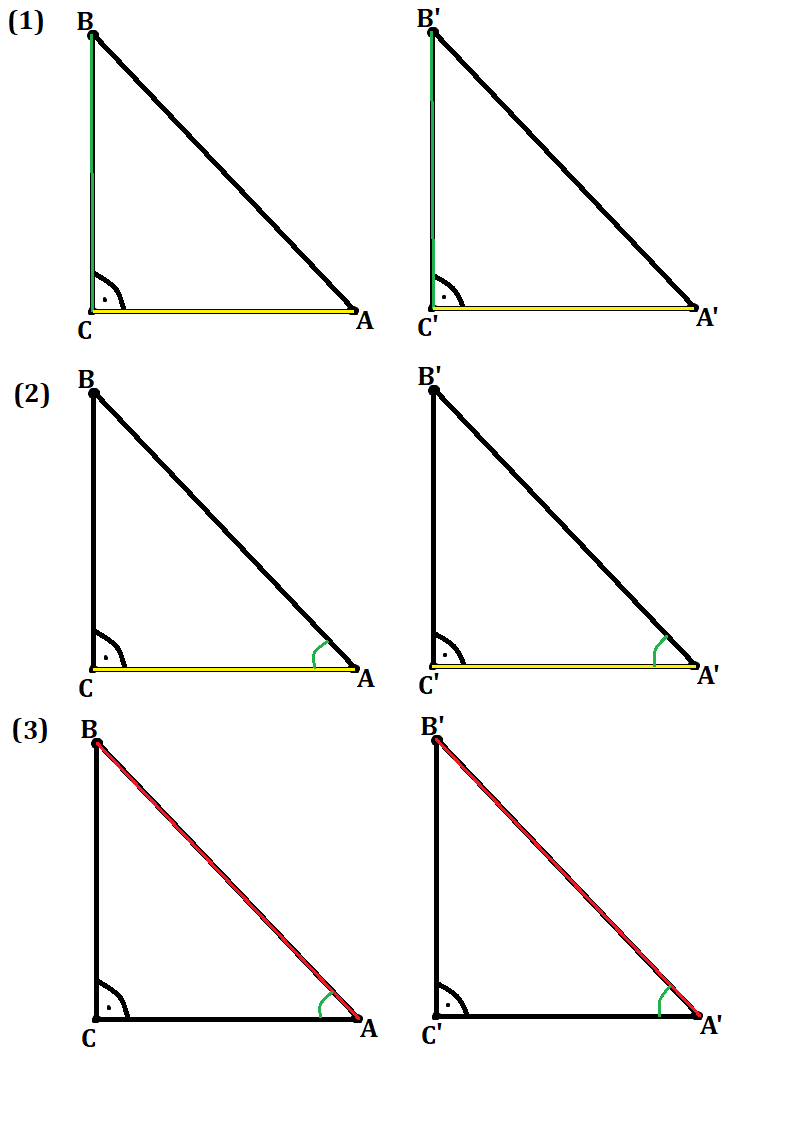 (1) B B'
C A C' A'
(2) B B'
C A C' A'
(3) B B'
C A C' A'